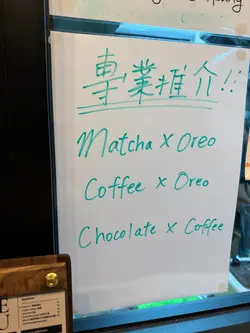 專業推介!!
Matcha x Oreo
Coffee x Oreo
Chocolate x Coffee